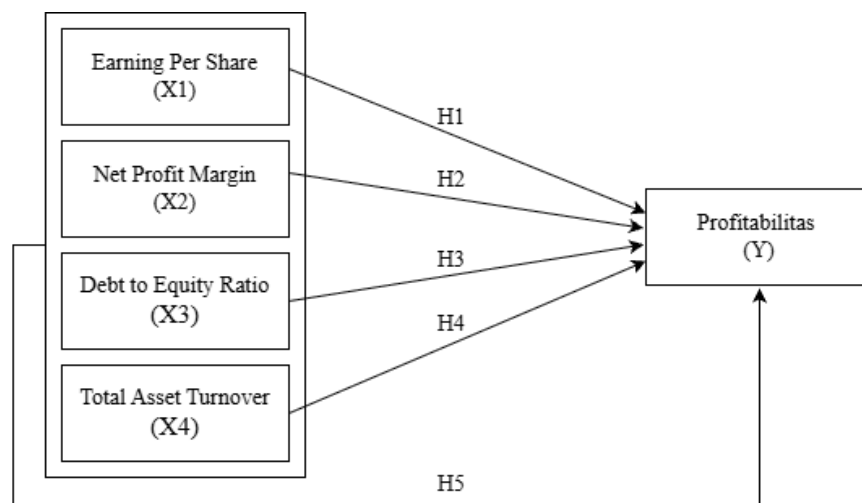 Earning Per Share
(X1)
Net Profit Margin
(X2)
Debt to Equity Ratio
(X3)
Total Asset Turnover
(X4)
H1
H2
H3
H4
H5
Profitabilitas
(Y)